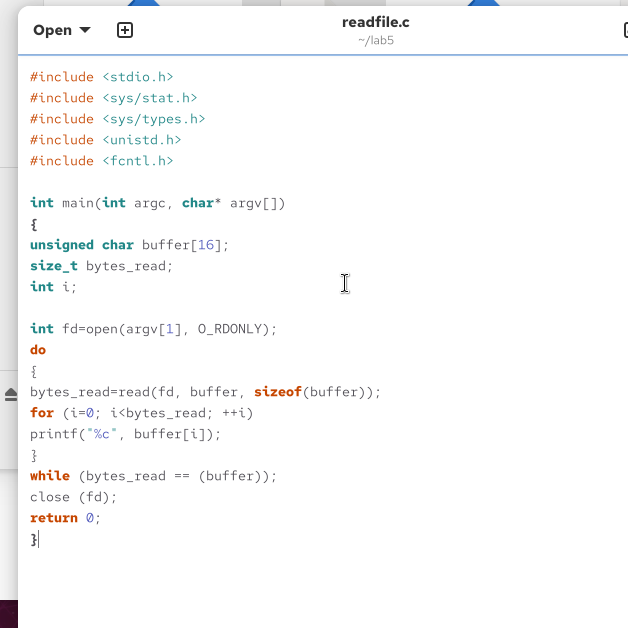 Open
readfile.c
~/lab5
#include <stdio.h>
#include <sys/stat.h>
#include <sys/types.h>
#include <unistd.h>
#include <fcntl.h>
int main(int argc, char* argv[])
{
unsigned char buffer[16];
size_t bytes_read;
int i;
int fd=open(argv[1], O_RDONLY);
do
{
bytes_read=read(fd, buffer, sizeof(buffer));
for (i=0; i<bytes_read; ++i)
printf("%c", buffer[i]);
}
while (bytes_read == (buffer));
close (fd);
return 0;
}